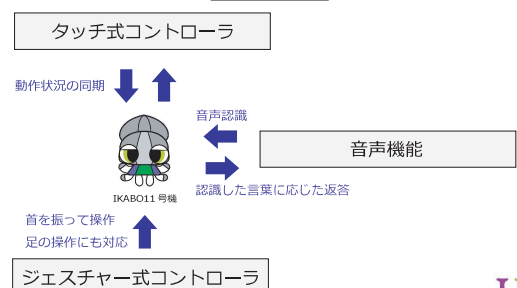 タッチ式コントローラ
動作状況の同期
音声認識
音声機能
認識した言葉に応じた返答
IKABO11 号機
首を振って操作
足の操作にも対応
ジェスチャー式コントローラ